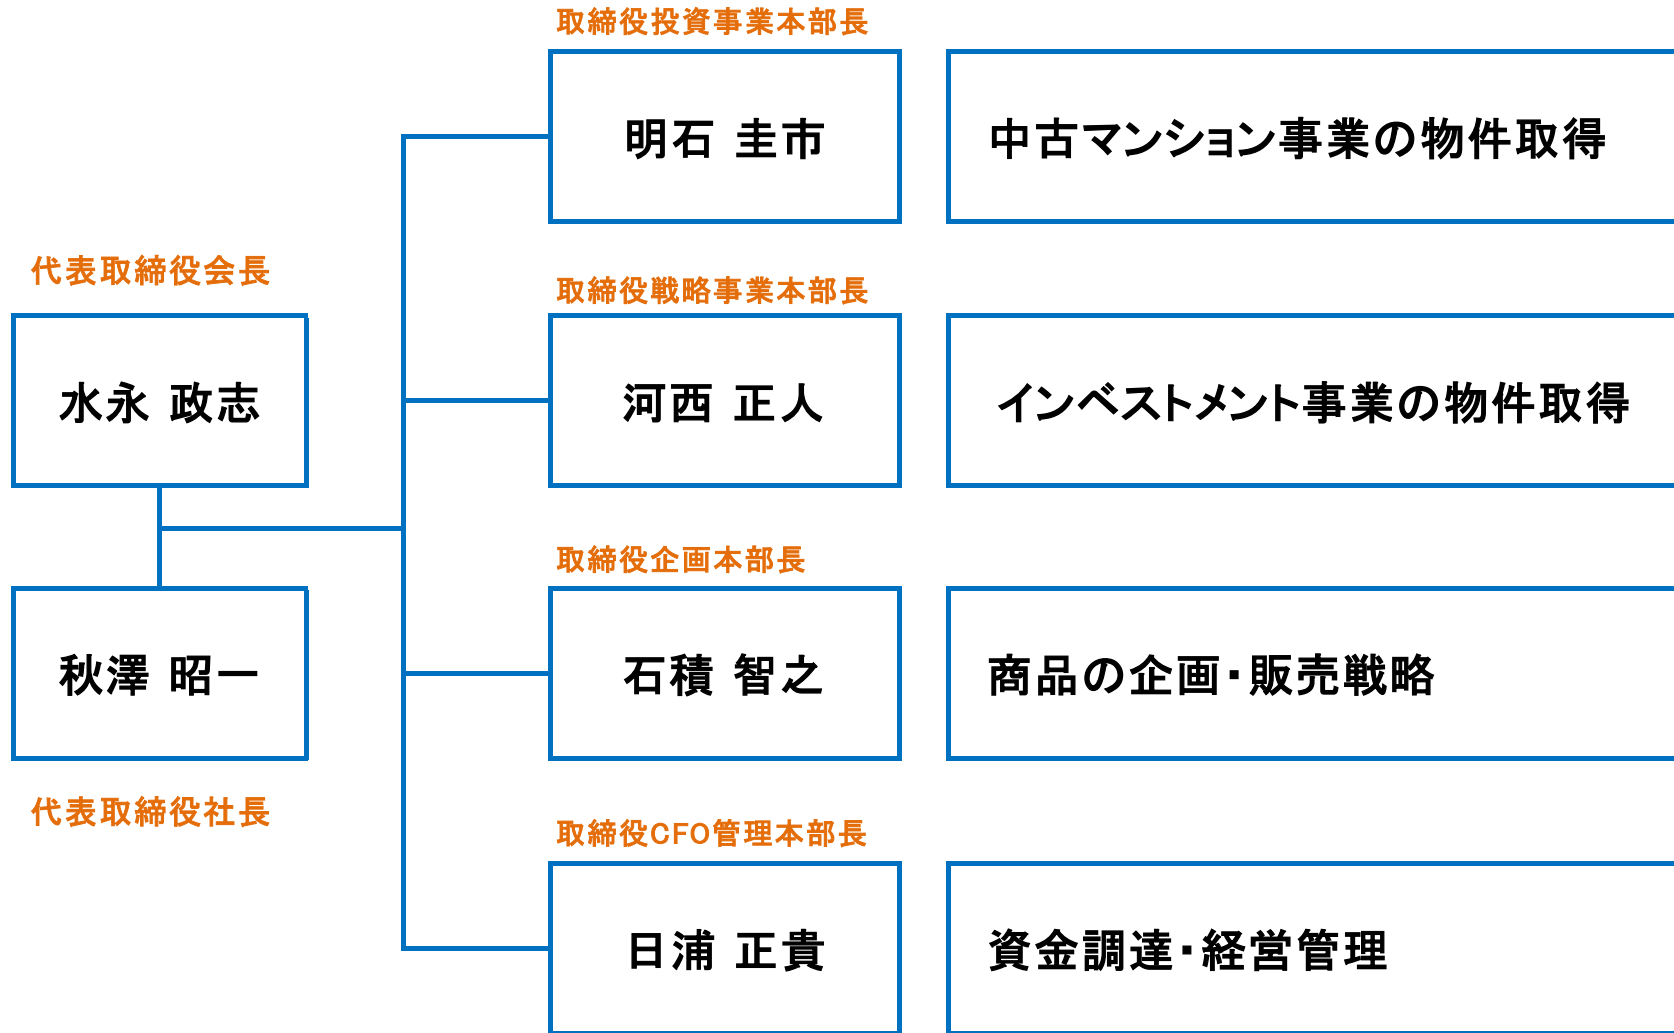 取締役投資事業本部長
明石 圭市
中古マンション事業の物件取得
代表取締役会長
水永 政志
取締役戦略事業本部長
河西 正人
インベストメント事業の物件取得
取締役企画本部長
石積 智之
商品の企画・販売戦略
秋澤 昭一
代表取締役社長
取締役CFO管理本部長
日浦 正貴
資金調達・経営管理